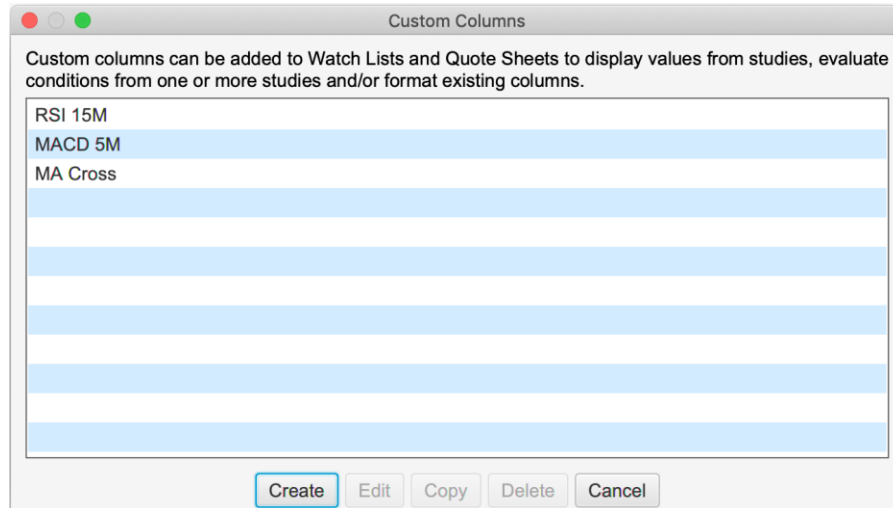 Custom Columns
Custom columns can be added to Watch Lists and Quote Sheets to display values from studies, evaluate
conditions from one or more studies and/or format existing columns.
RSI 15M
MACD 5M
MA Cross
Create Edit Copy Delete Cancel